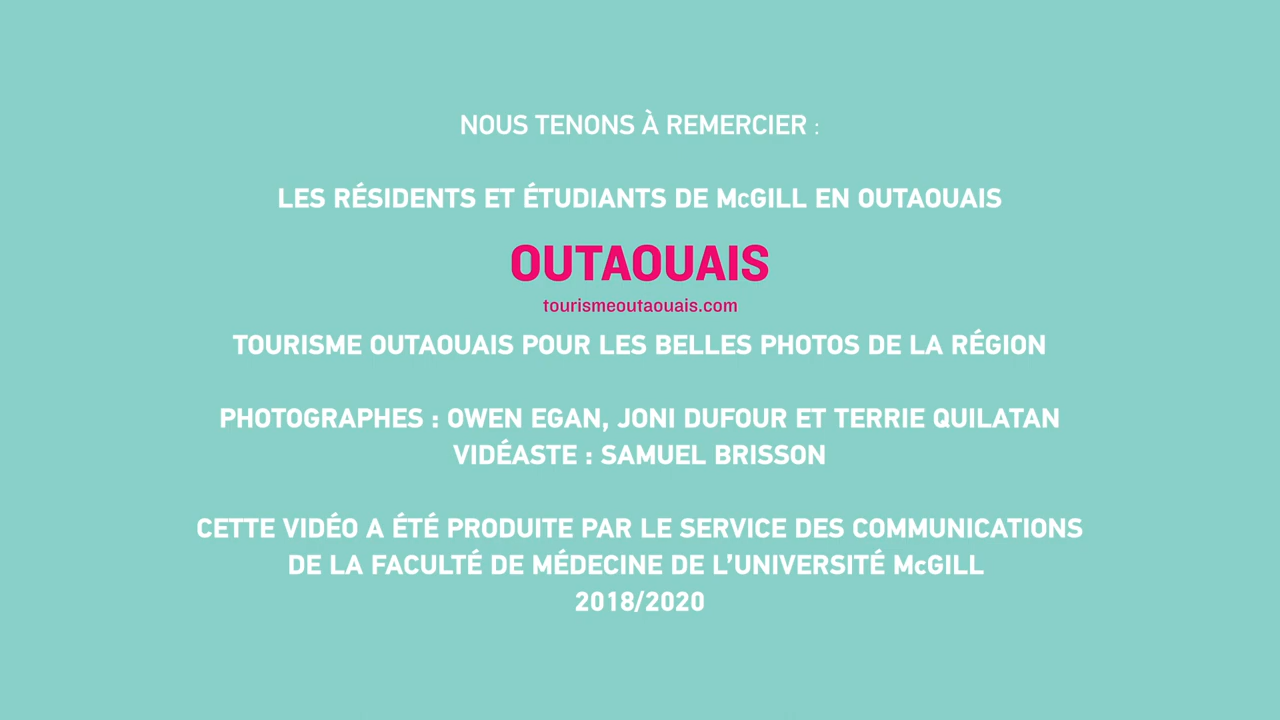 NOUS TENONS À REMERCIER :
LES RÉSIDENTS ET ÉTUDIANTS DE McGILL EN OUTAOUAIS
OUTAOUAIS
tourismeoutaouais.com
TOURISME OUTAOUAIS POUR LES BELLES PHOTOS DE LA RÉGION
PHOTOGRAPHES : OWEN EGAN, JONI DUFOUR ET TERRIE QUILATAN
VIDÉASTE : SAMUEL BRISSON
CETTE VIDÉO A ÉTÉ PRODUITE PAR LE SERVICE DES COMMUNICATIONS
DE LA FACULTÉ DE MÉDECINE DE L’UNIVERSITÉ McGILL
2018/2020